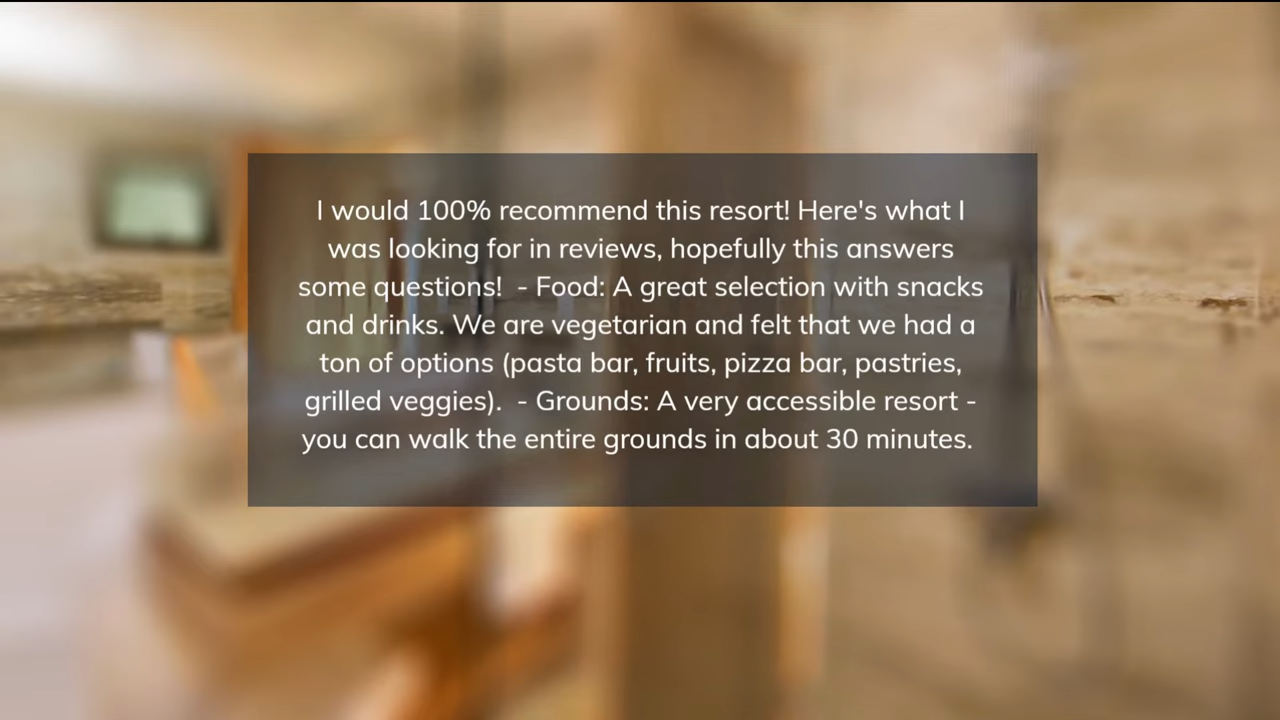 I would 100% recommend this resort! Here's what I
was looking for in reviews, hopefully this answers
some questions!  - Food: A great selection with snacks
and drinks. We are vegetarian and felt that we had a
ton of options (pasta bar, fruits, pizza bar, pastries,
grilled veggies).  - Grounds: A very accessible resort -
you can walk the entire grounds in about 30 minutes.